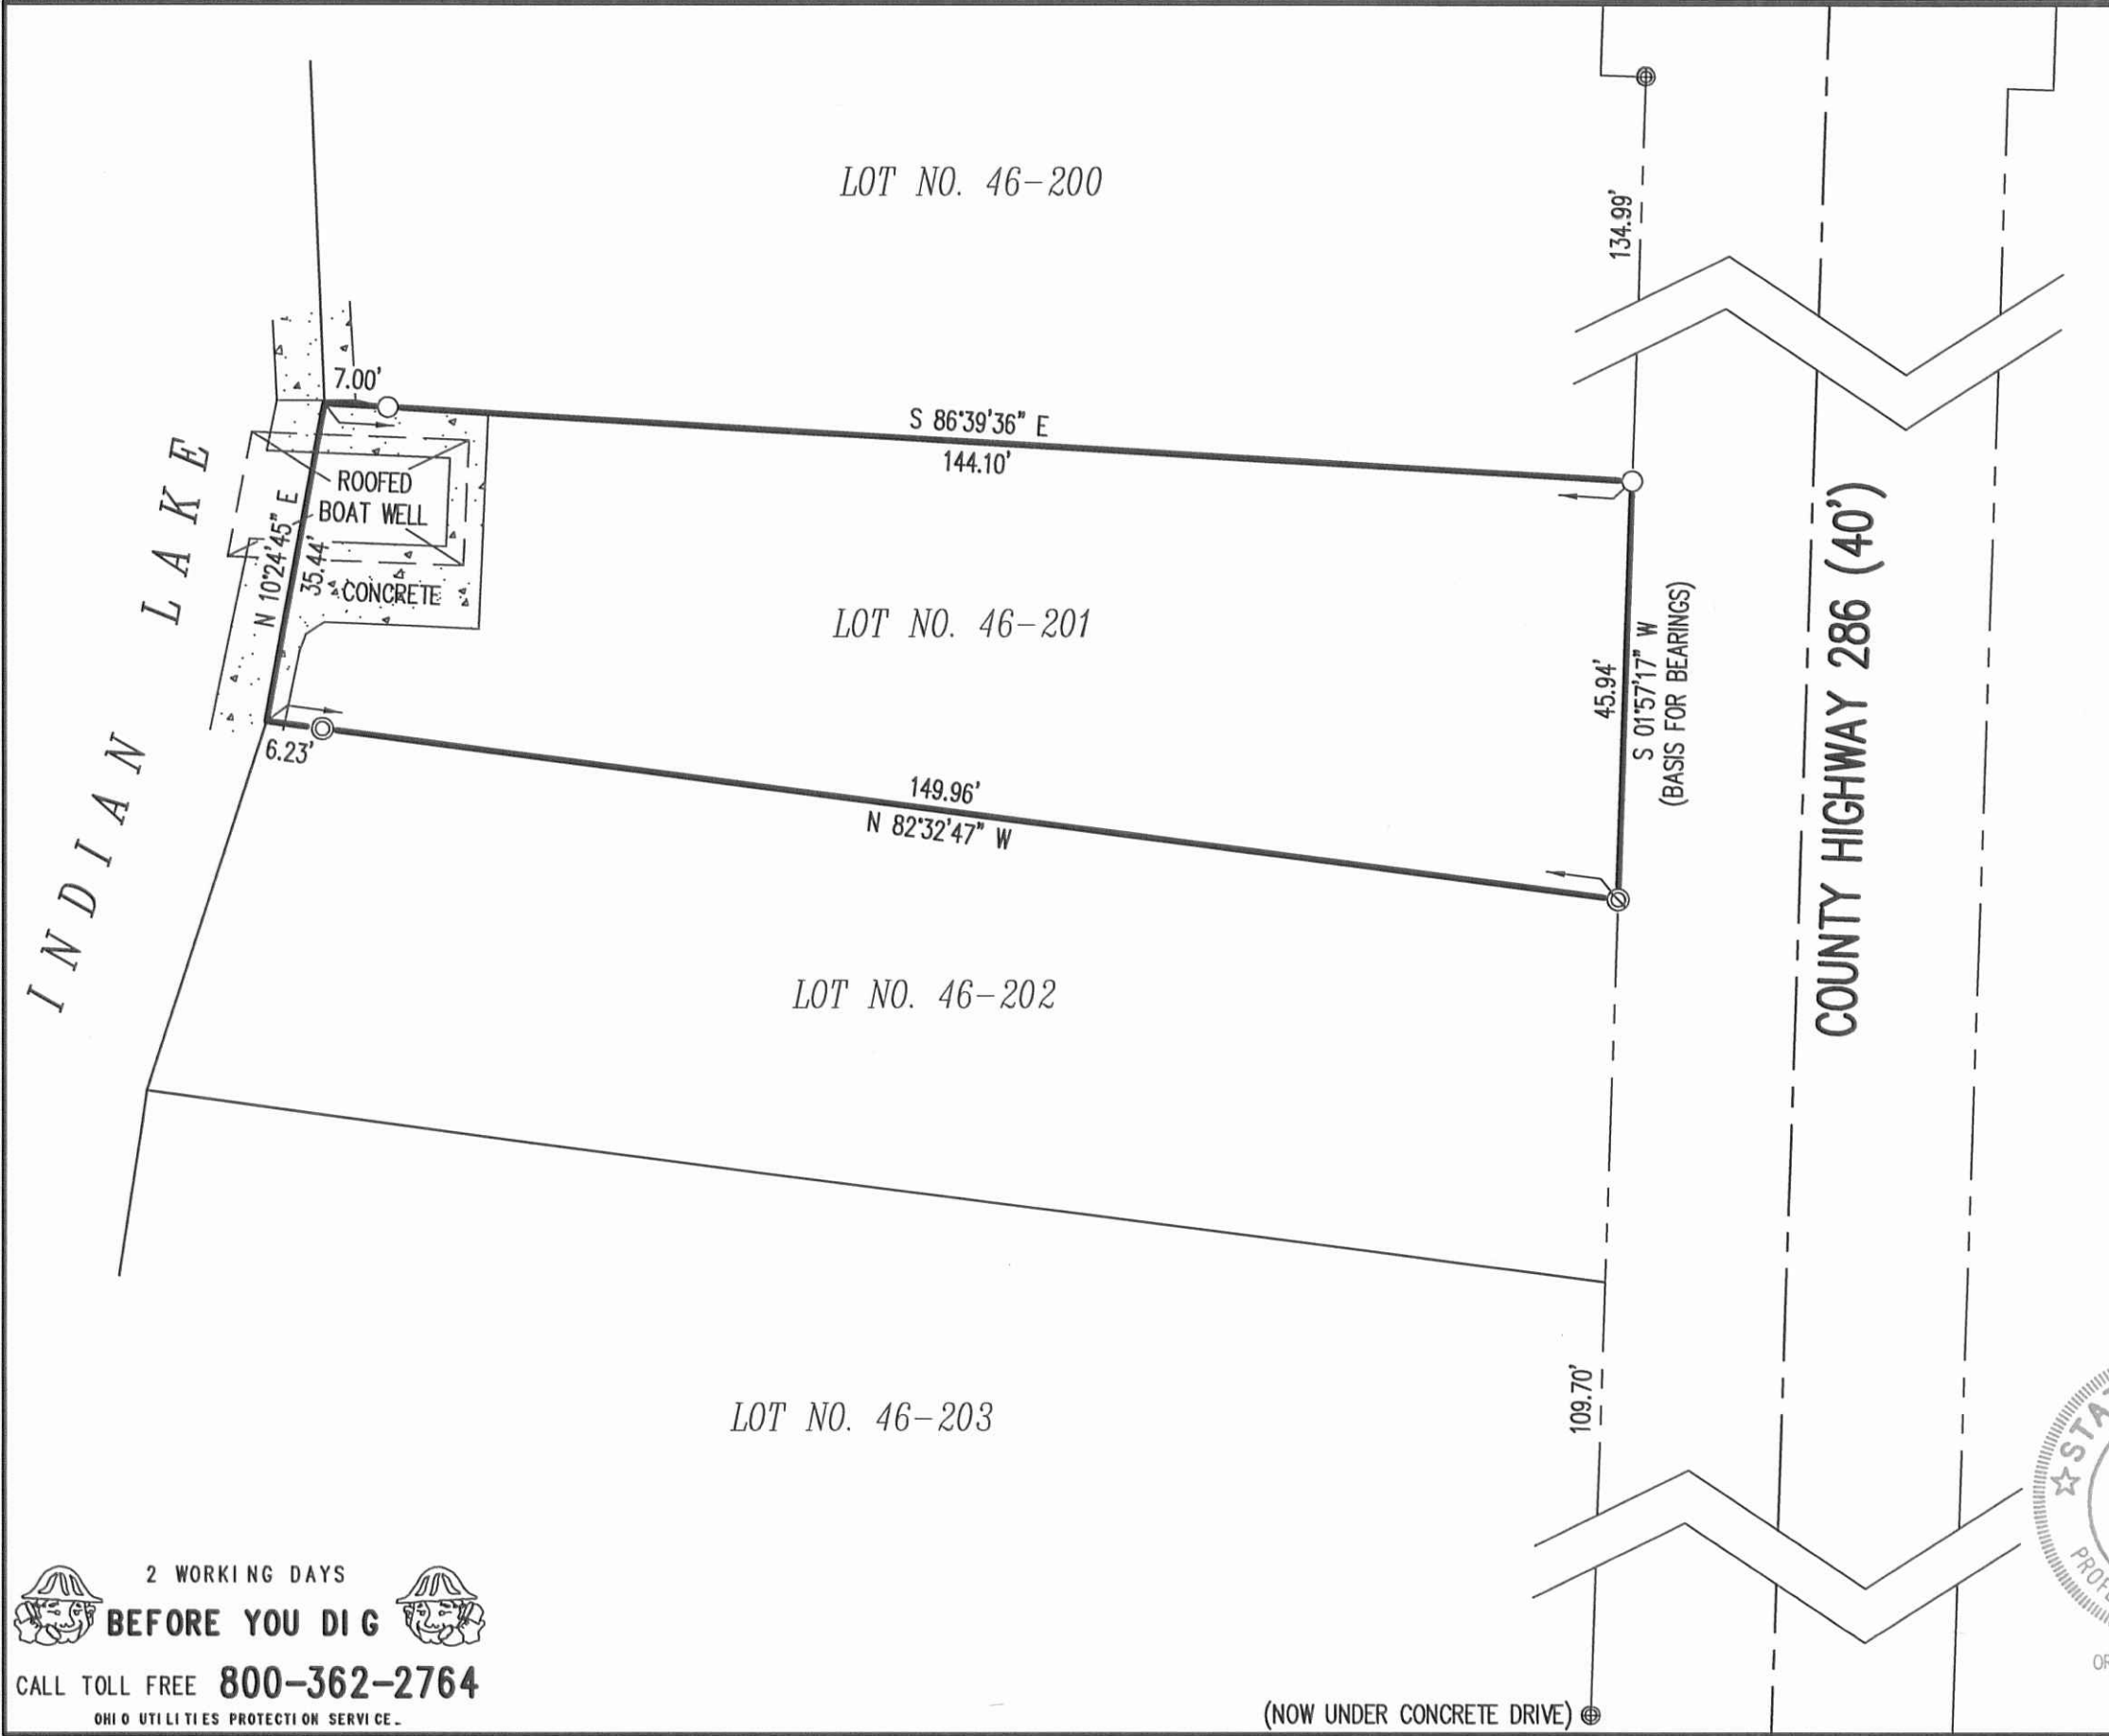 LOT NO. 46-200
134.99'
7.00'
S 86°39'36" E
144.10'
ROOFED
BOAT WELL
N 10°24'45" E
35.44'
CONCRETE
LOT NO. 46-201
45.94'
S 01°57'17" W
(BASIS FOR BEARINGS)
COUNTY HIGHWAY 286 (40')
INDIAN LAKE
6.23'
149.96'
N 82°32'47" W
LOT NO. 46-202
LOT NO. 46-203
109.70'
2 WORKING DAYS
BEFORE YOU DIG
CALL TOLL FREE 800-362-2764
OHIO UTILITIES PROTECTION SERVICE.
(NOW UNDER CONCRETE DRIVE)